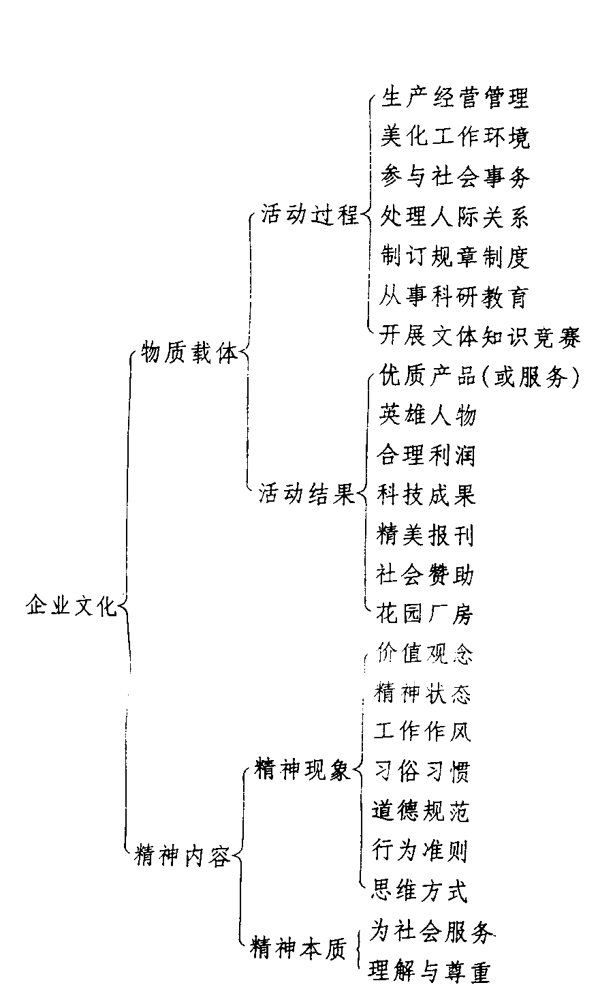 企业文化
物质载体
活动过程
生产经营管理
美化工作环境
参与社会事务
处理人际关系
制订规章制度
从事科研教育
开展文体知识竞赛
活动结果
优质产品(或服务)
英雄人物
合理利润
科技成果
精美报刊
社会赞助
花园厂房
精神内容
精神现象
价值观念
精神状态
工作作风
习俗习惯
道德规范
行为准则
思维方式
精神本质
为社会服务
理解与尊重